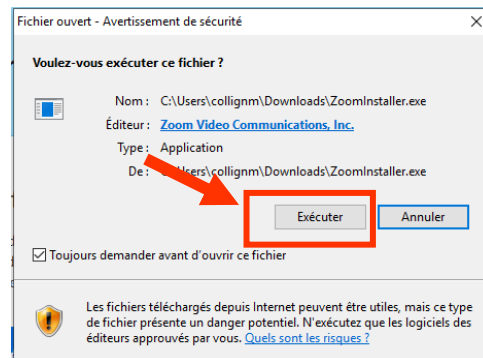 Fichier ouvert - Avertissement de sécurité
Voulez-vous exécuter ce fichier ?
Nom : C:\Users\collignm\Downloads\ZoomInstaller.exe
Éditeur : Zoom Video Communications, Inc.
Type : Application
De : C:\Users\collignm\Downloads\ZoomInstaller.exe
Exécuter Annuler
Toujours demander avant d'ouvrir ce fichier
Les fichiers téléchargés depuis Internet peuvent être utiles, mais ce type
de fichier présente un danger potentiel. N'exécutez que les logiciels des
éditeurs approuvés par vous. Quels sont les risques ?